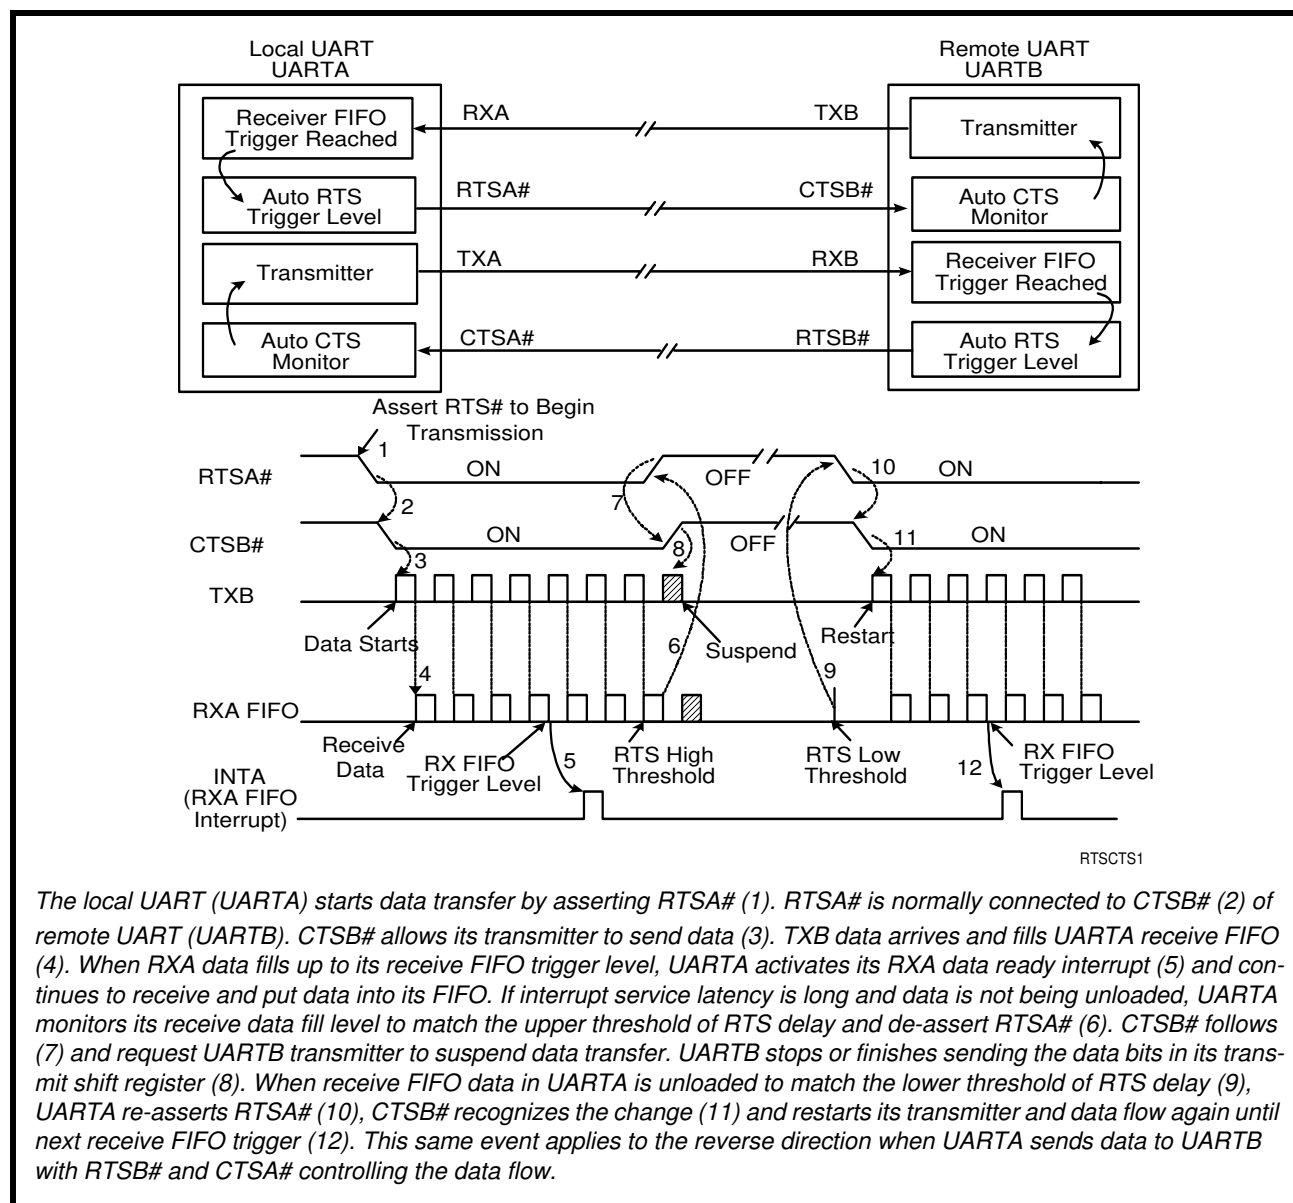 Local UART
UARTA
Remote UART
UARTB
Receiver FIFO
Trigger Reached
RXA
TXB
Transmitter
Auto RTS
Trigger Level
RTSA#
CTSB#
Auto CTS
Monitor
Transmitter
TXA
RXB
Receiver FIFO
Trigger Reached
Auto CTS
Monitor
CTSA#
RTSB#
Auto RTS
Trigger Level
Assert RTS# to Begin
Transmission
1
RTSA#
ON
7
OFF
10
ON
2
CTSB#
ON
8
OFF
11
ON
3
TXB
Data Starts
6
Suspend
Restart
4
9
RXA FIFO
Receive
Data
RX FIFO
Trigger Level
5
RTS High
Threshold
RTS Low
Threshold
12
RX FIFO
Trigger Level
INTA
(RXA FIFO
Interrupt)
RTSCTS1
The local UART (UARTA) starts data transfer by asserting RTSA# (1). RTSA# is normally connected to CTSB# (2) of
remote UART (UARTB). CTSB# allows its transmitter to send data (3). TXB data arrives and fills UARTA receive FIFO
(4). When RXA data fills up to its receive FIFO trigger level, UARTA activates its RXA data ready interrupt (5) and con-
tinues to receive and put data into its FIFO. If interrupt service latency is long and data is not being unloaded, UARTA
monitors its receive data fill level to match the upper threshold of RTS delay and de-assert RTSA# (6). CTSB# follows
(7) and request UARTB transmitter to suspend data transfer. UARTB stops or finishes sending the data bits in its trans-
mit shift register (8). When receive FIFO data in UARTA is unloaded to match the lower threshold of RTS delay (9),
UARTA re-asserts RTSA# (10), CTSB# recognizes the change (11) and restarts its transmitter and data flow again until
next receive FIFO trigger (12). This same event applies to the reverse direction when UARTA sends data to UARTB
with RTSB# and CTSA# controlling the data flow.